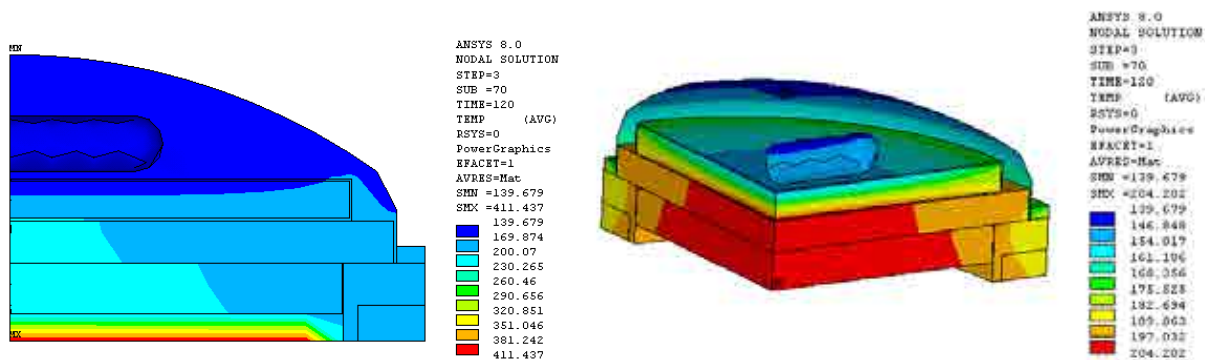 MN
MX
ANSYS 8.0
NODAL SOLUTION
STEP=3
SUB =70
TIME=120
TEMP (AVG)
RSYS=0
PowerGraphics
EFACET=1
AVRES=Mat
SMN =139.679
SMX =411.437
139.679
169.874
200.07
230.265
260.46
290.656
320.851
351.046
381.242
411.437
ANSYS 8.0
NODAL SOLUTION
STEP=3
SUB =70
TIME=120
TEMP (AVG)
RSYS=0
PowerGraphics
EFACET=1
AVRES=Mat
SMN =139.679
SMX =204.202
139.679
146.848
154.017
161.186
168.356
175.525
182.694
189.863
197.032
204.202